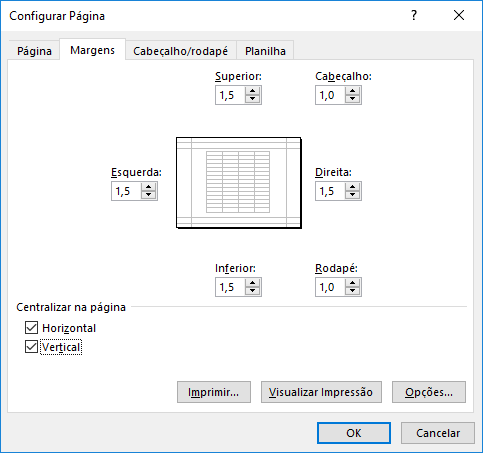 Configurar Página
?
Página Margens Cabeçalho/rodapé Planilha
Superior: Cabeçalho:
1,5 1,0
Esquerda: Direita:
1,5 1,5
Inferior: Rodapé:
1,5 1,0
Centralizar na página
Horizontal
Vertical
Imprimir... Visualizar Impressão Opções...
OK Cancelar